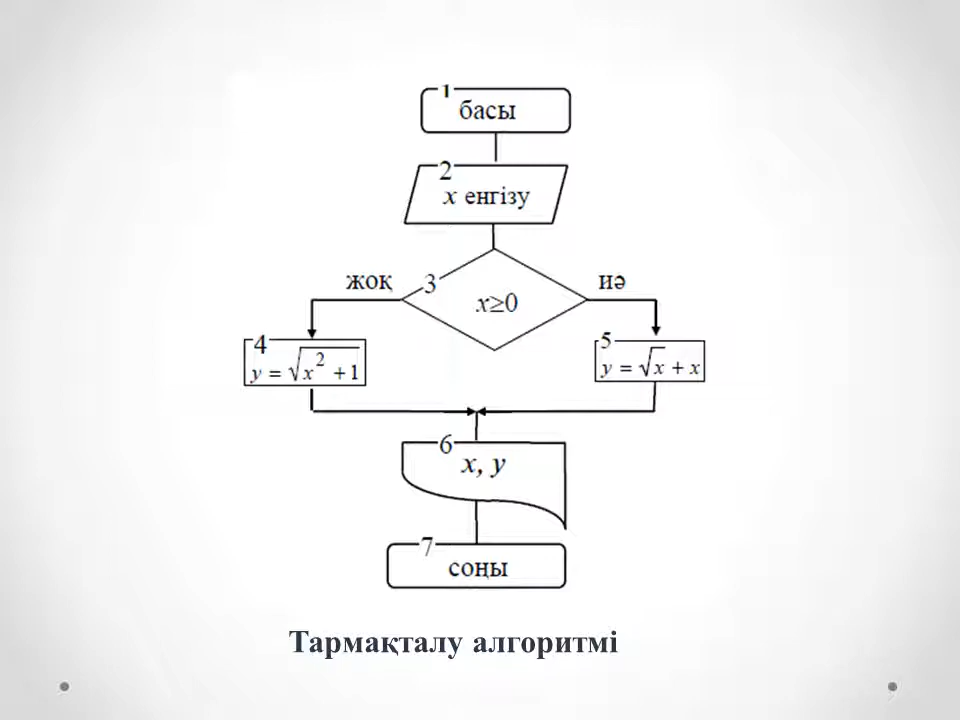 1
басы
2
x енгізу
жоқ
3
x≥0
иә
4
y = √x² + 1
5
y = √x + x
6
x, y
7
соңы
Тармақталу алгоритмі